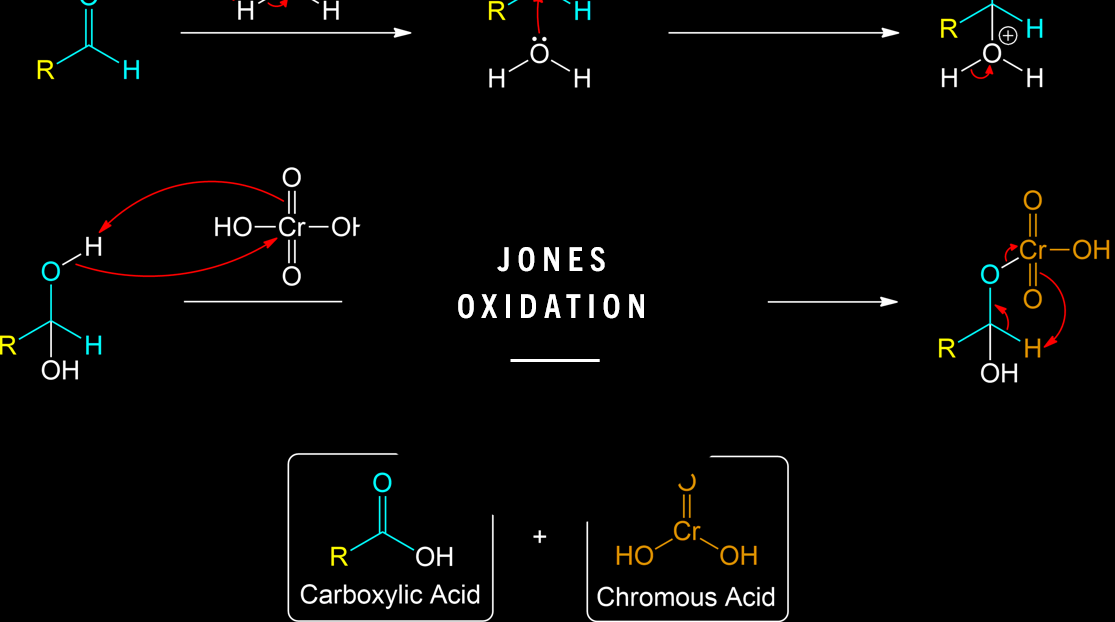 O
H H R H R H
R H O O ⊕
H H H H
O O
HO Cr OH Cr OH
H O
O O O
JONES
OXIDATION
R H R H
OH OH
O O
Cr
R OH HO OH
+
Carboxylic Acid Chromous Acid